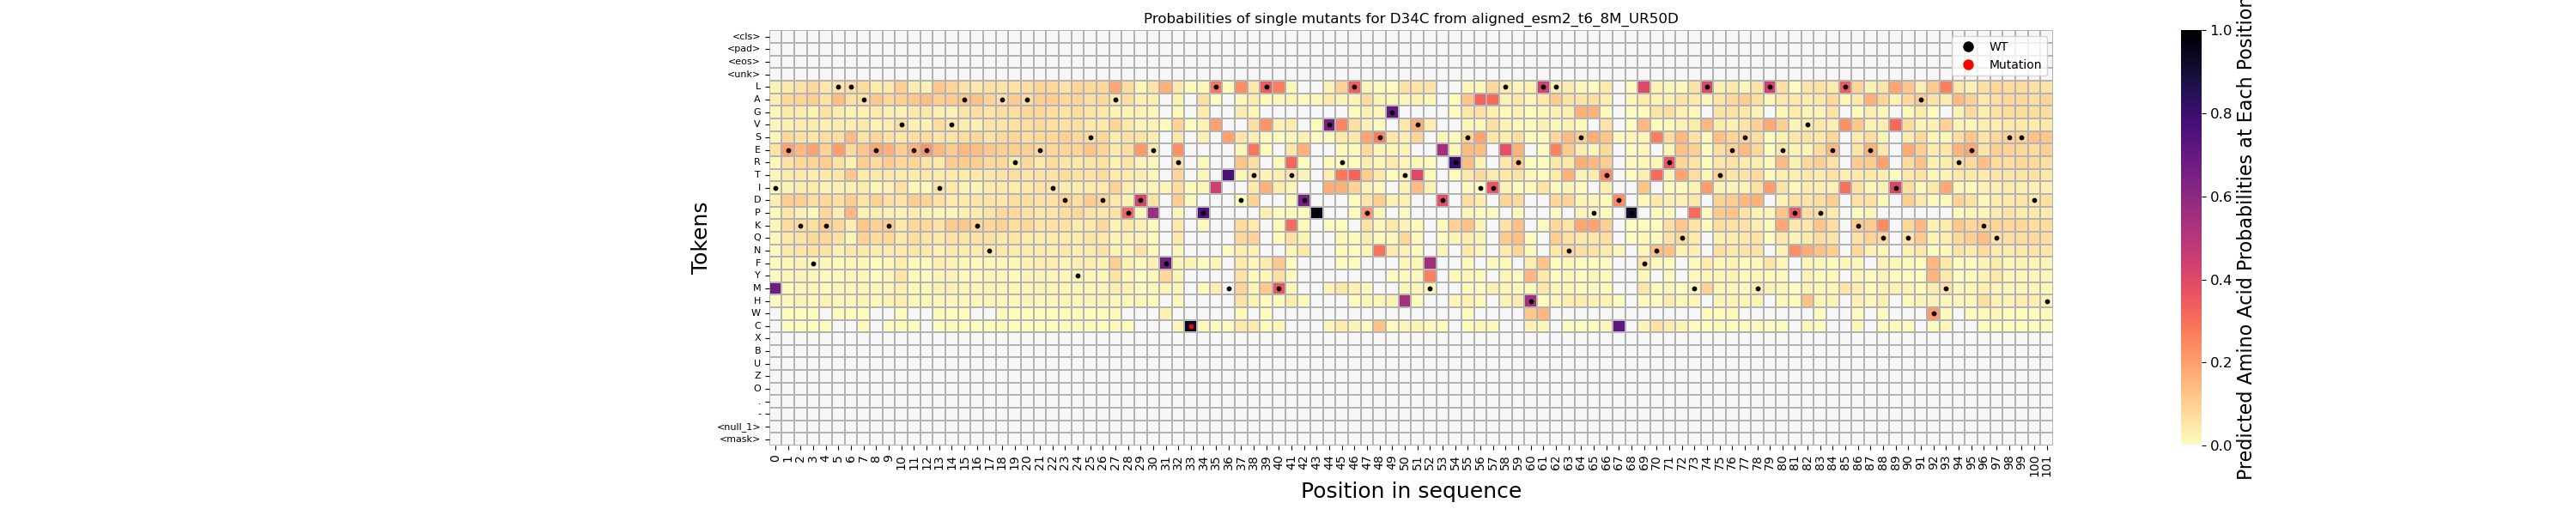 Probabilities of single mutants for D34C from aligned_esm2_t6_8M_UR50D
<cls>
<pad>
<eos>
<unk>
L
A
G
V
S
E
R
T
I
D
P
K
Q
N
F
Y
M
H
W
C
X
B
U
Z
O
.
-
<null_1>
<mask>
Tokens
0 1 2 3 4 5 6 7 8 9 10 11 12 13 14 15 16 17 18 19 20 21 22 23 24 25 26 27 28 29 30 31 32 33 34 35 36 37 38 39 40 41 42 43 44 45 46 47 48 49 50 51 52 53 54 55 56 57 58 59 60 61 62 63 64 65 66 67 68 69 70 71 72 73 74 75 76 77 78 79 80 81 82 83 84 85 86 87 88 89 90 91 92 93 94 95 96 97 98 99 100 101
Position in sequence
WT
Mutation
1.0
0.8
0.6
0.4
0.2
0.0
Predicted Amino Acid Probabilities at Each Position